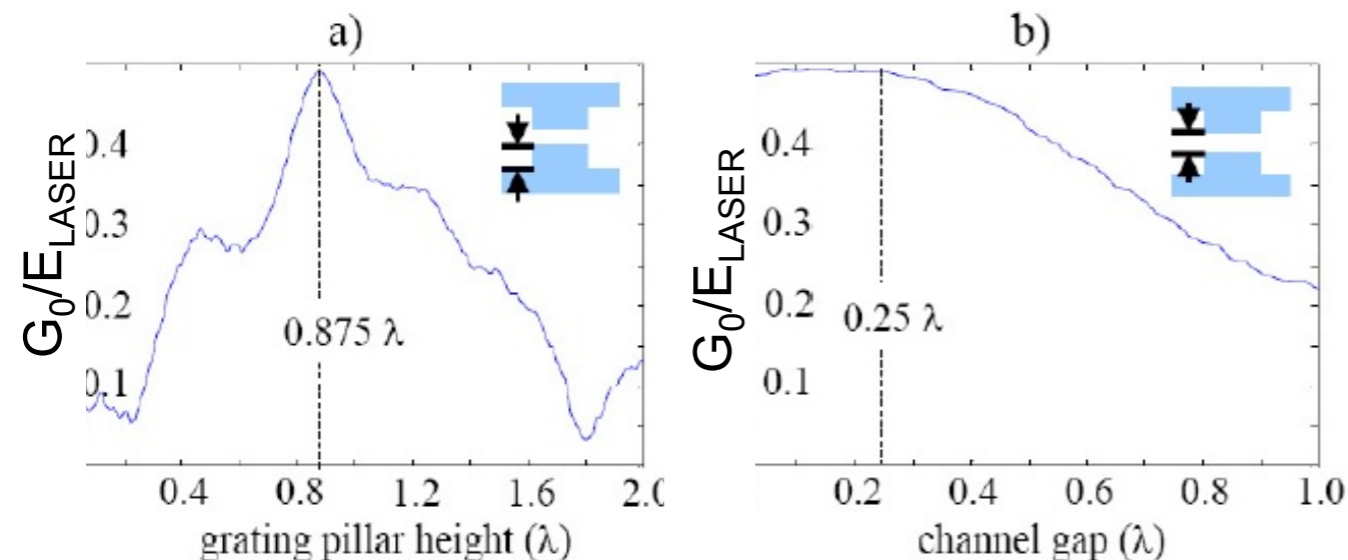 a)
G₀/E_LASER
0.4
0.3
0.2
0.1
0.875 λ
0.4 0.8 1.2 1.6 2.0
grating pillar height (λ)
b)
G₀/E_LASER
0.4
0.3
0.2
0.1
0.25 λ
0.2 0.4 0.6 0.8 1.0
channel gap (λ)